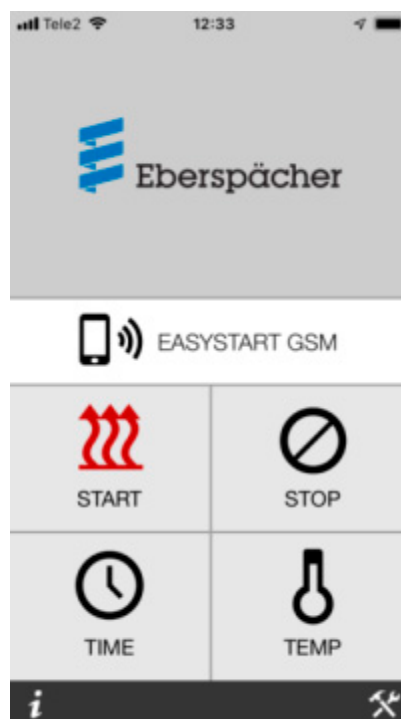 Tele2 12:33
Eberspächer
EASYSTART GSM
START STOP
TIME TEMP
i